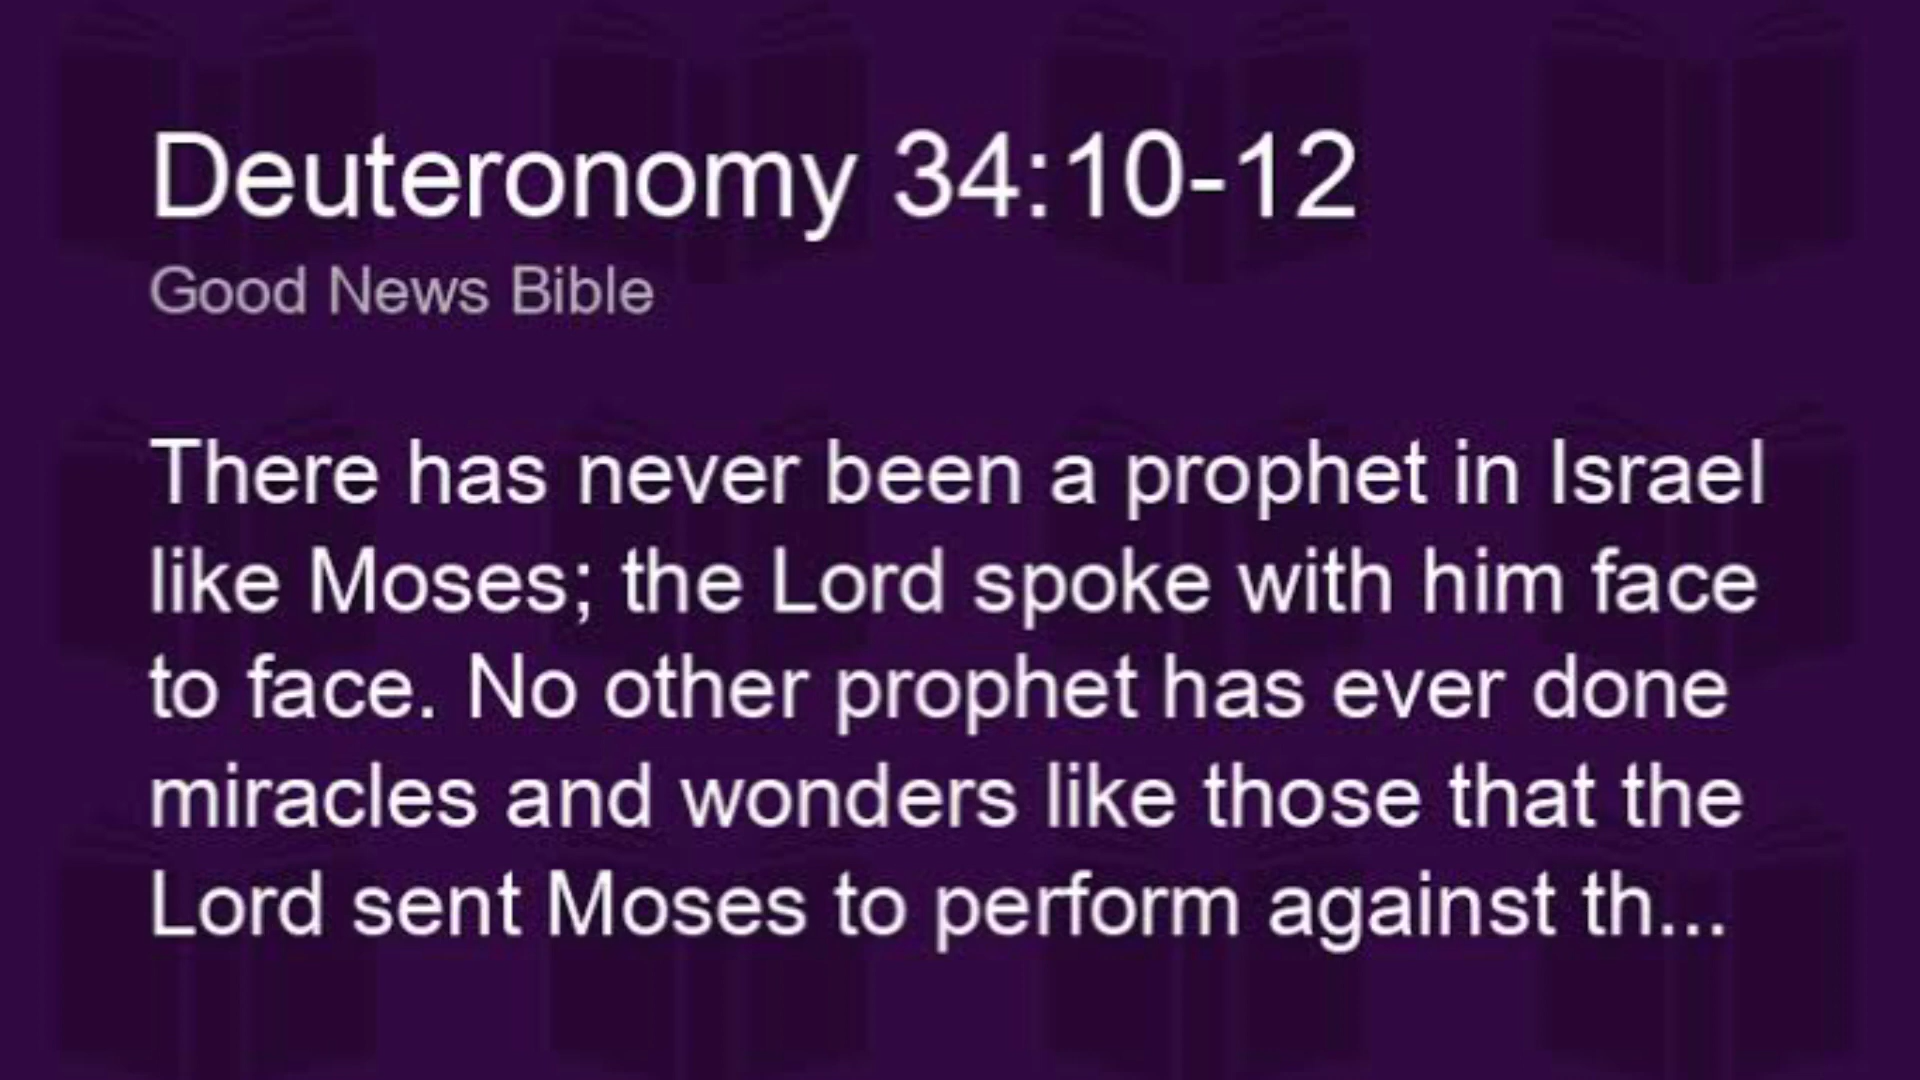 Deuteronomy 34:10-12
Good News Bible
There has never been a prophet in Israel
like Moses; the Lord spoke with him face
to face. No other prophet has ever done
miracles and wonders like those that the
Lord sent Moses to perform against th...